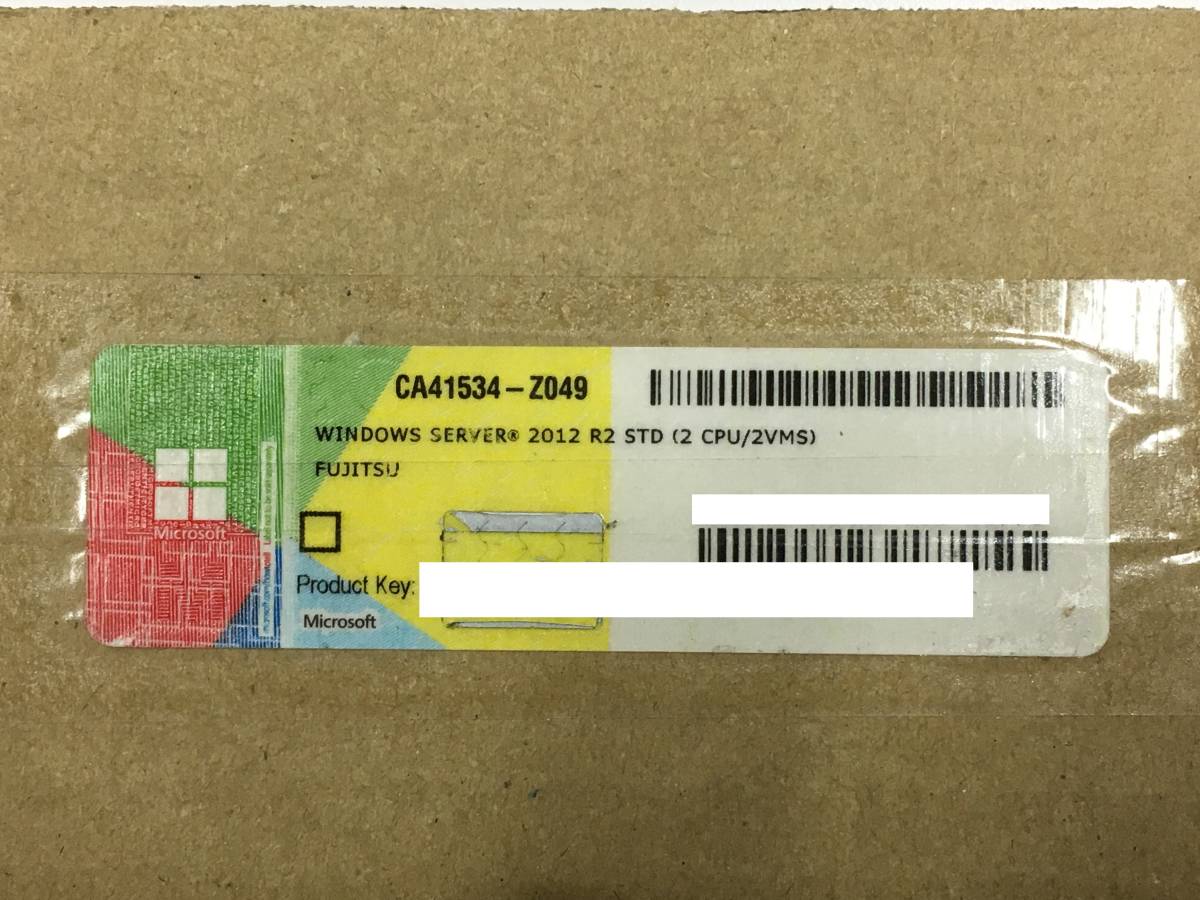 CA41534-Z049
WINDOWS SERVER® 2012 R2 STD (2 CPU/2VMS)
FUJITSU
Microsoft
Product Key:
Microsoft